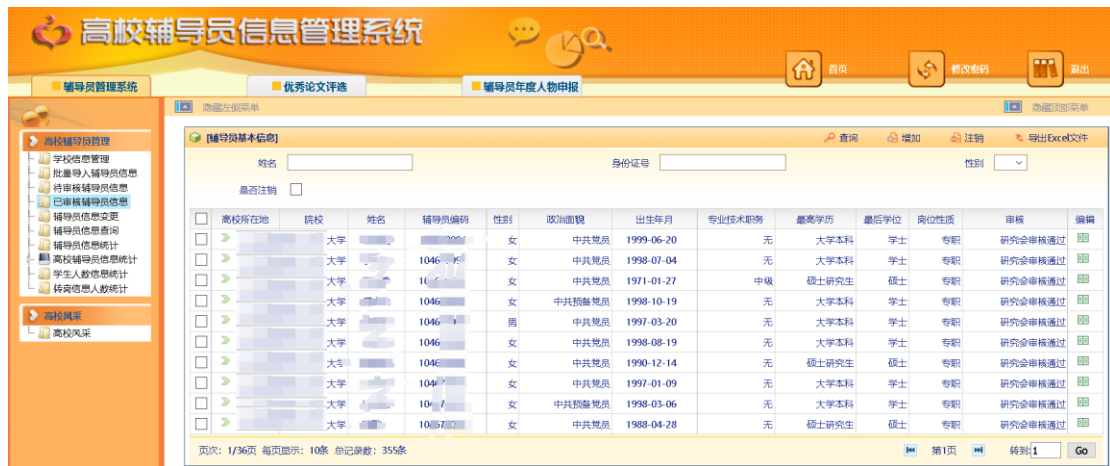 高校辅导员信息管理系统
首页 修改密码 退出
辅导员管理系统 优秀论文评选 辅导员年度人物申报
隐藏左侧菜单 隐藏顶部菜单
高校辅导员管理
学校信息管理
批量导入辅导员信息
待审核辅导员信息
已审核辅导员信息
辅导员信息变更
辅导员信息查询
辅导员信息统计
高校辅导员信息统计
学生人数信息统计
转岗信息人数统计
高校风采
高校风采
[辅导员基本信息] 查询 增加 注销 导出Excel文件
姓名 身份证号 性别
是否注销
高校所在地 院校 姓名 辅导员编码 性别 政治面貌 出生年月 专业技术职务 最高学历 最后学位 岗位性质 审核 编辑
大学 女 中共党员 1999-06-20 无 大学本科 学士 专职 研究会审核通过
大学 1046 女 中共党员 1998-07-04 无 大学本科 学士 专职 研究会审核通过
大学 女 中共党员 1971-01-27 中级 硕士研究生 硕士 专职 研究会审核通过
大学 1046 女 中共预备党员 1998-10-19 无 大学本科 学士 专职 研究会审核通过
大学 1046 男 中共党员 1997-03-20 无 大学本科 学士 专职 研究会审核通过
大学 1046 女 中共党员 1998-08-19 无 大学本科 学士 专职 研究会审核通过
大学 1046 女 中共党员 1990-12-14 无 硕士研究生 硕士 专职 研究会审核通过
大学 女 中共党员 1997-01-09 无 大学本科 学士 专职 研究会审核通过
大学 女 中共预备党员 1998-03-06 无 大学本科 学士 专职 研究会审核通过
大学 女 中共党员 1988-04-28 无 硕士研究生 硕士 专职 研究会审核通过
页次: 1/36页 每页显示: 10条 总记录数: 355条 第1页 转到:1 Go